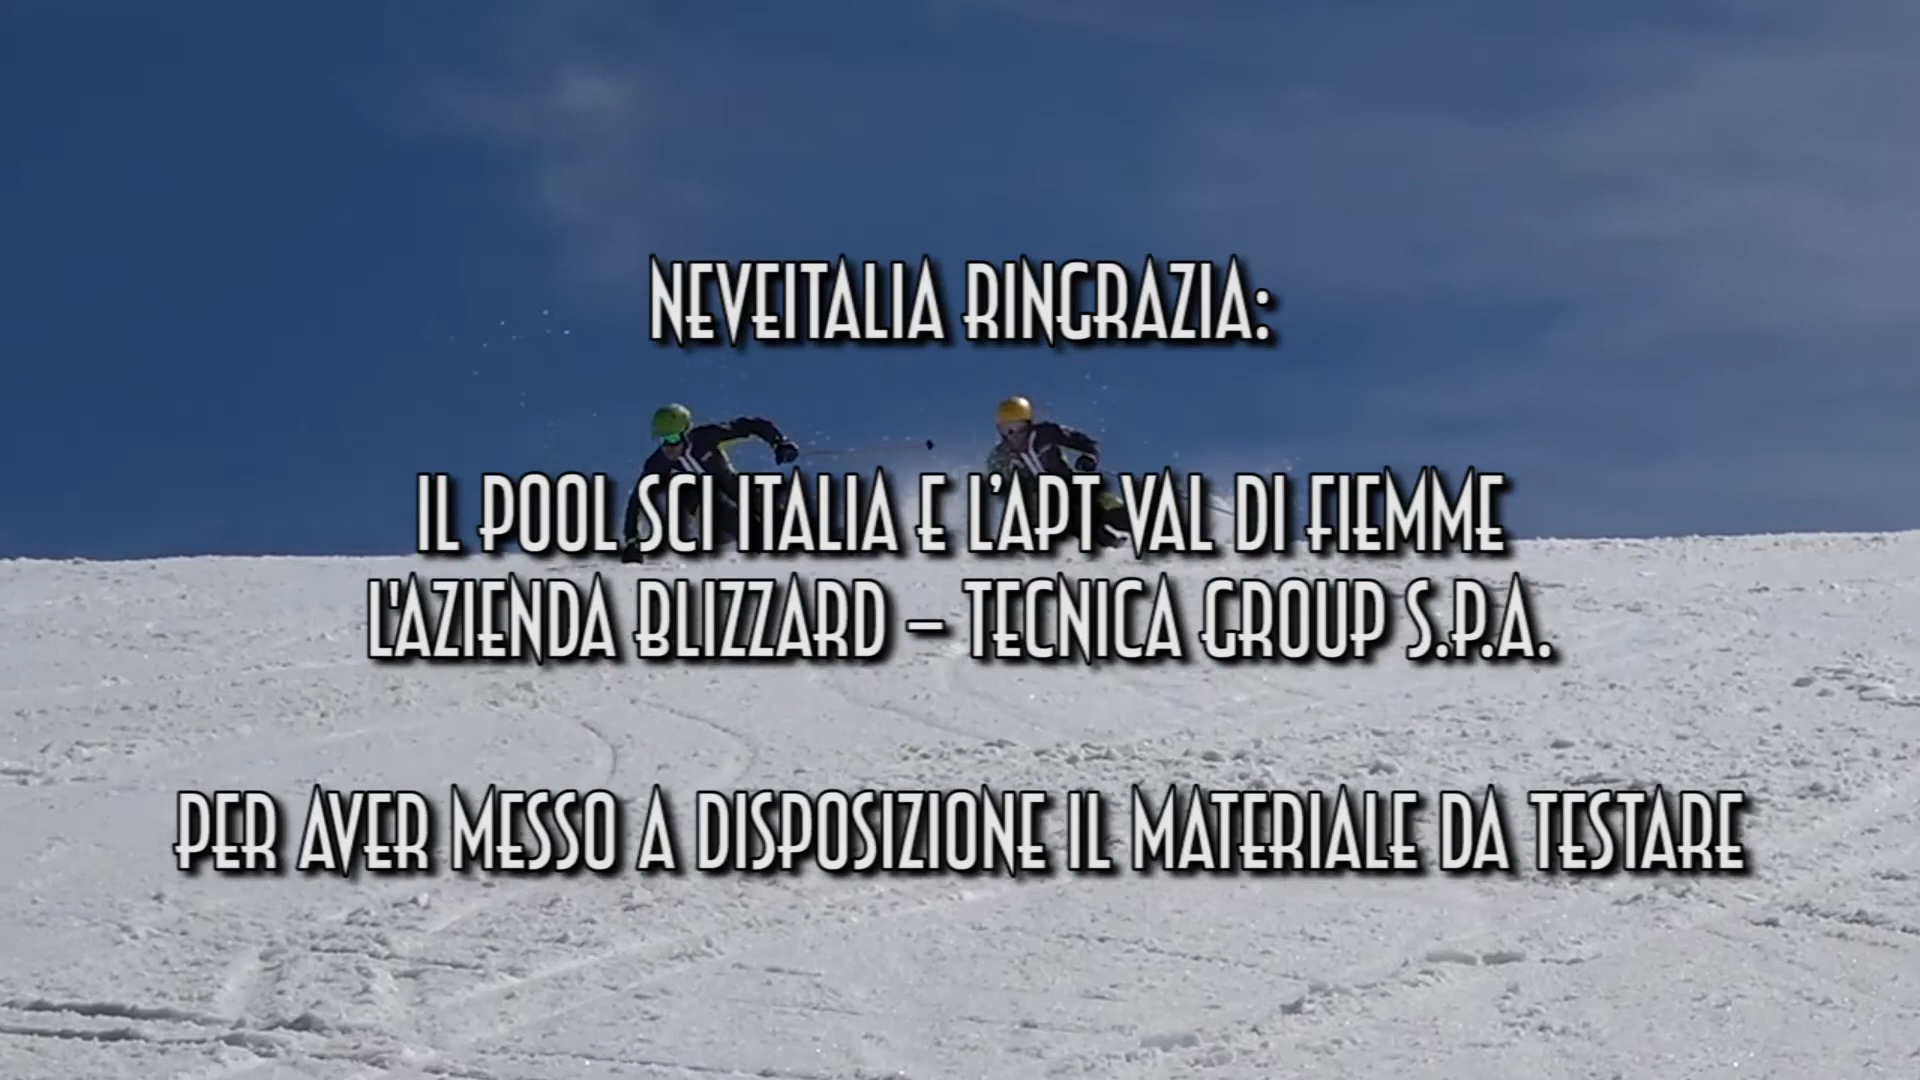 NEVEITALIA RINGRAZIA:
IL POOL SCI ITALIA E L’APT VAL DI FIEMME
L'AZIENDA BLIZZARD – TECNICA GROUP S.P.A.
PER AVER MESSO A DISPOSIZIONE IL MATERIALE DA TESTARE